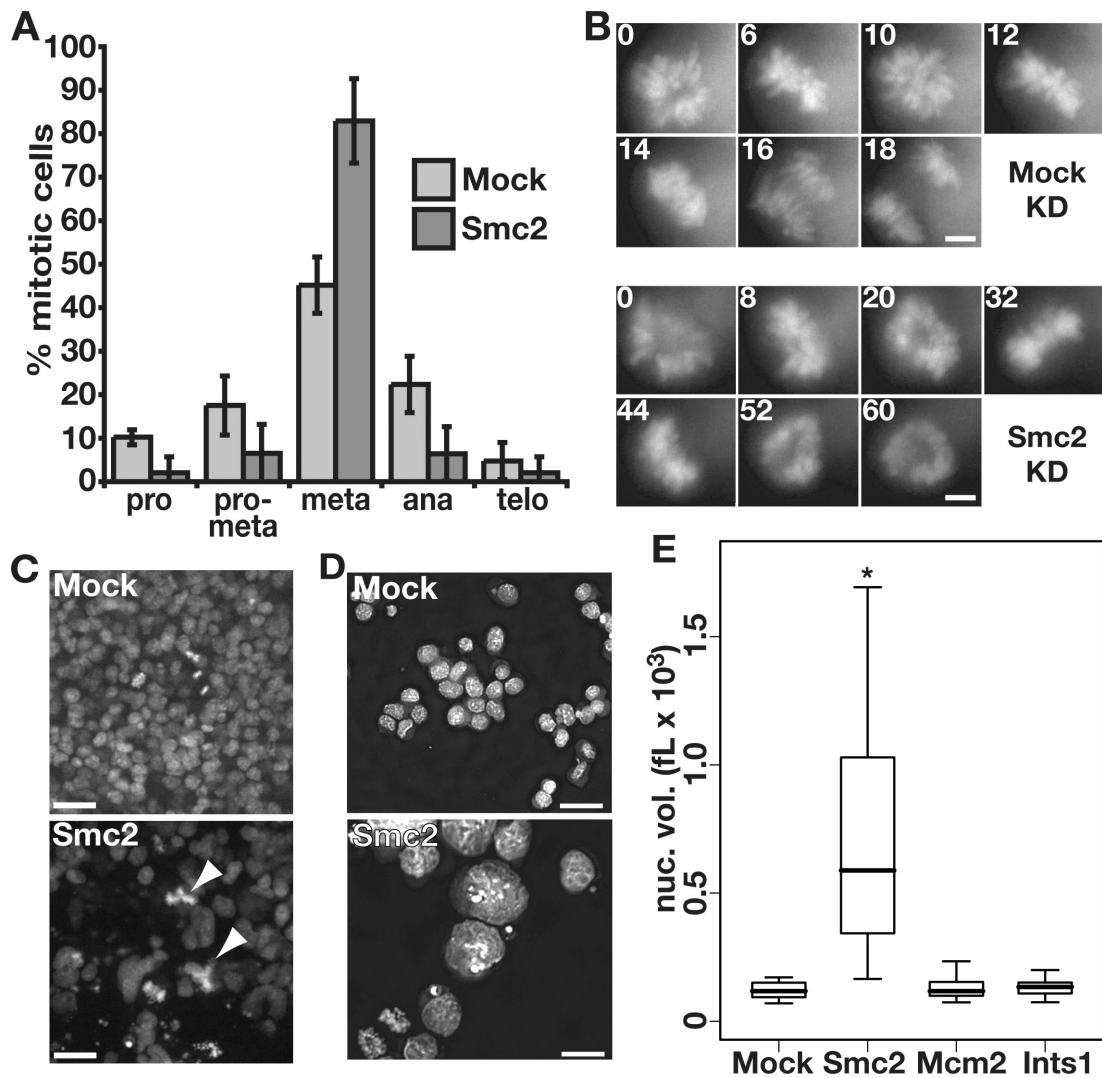 A
100
90
80
70
60
50
40
30
20
10
0
% mitotic cells
Mock
Smc2
pro
pro-
meta
meta
ana
telo
B
0
6
10
12
14
16
18
Mock
KD
0
8
20
32
44
52
60
Smc2
KD
C
Mock
Smc2
D
Mock
Smc2
E
*
nuc. vol. (fL x 10³)
1.5
1.0
0.5
0
Mock
Smc2
Mcm2
Ints1